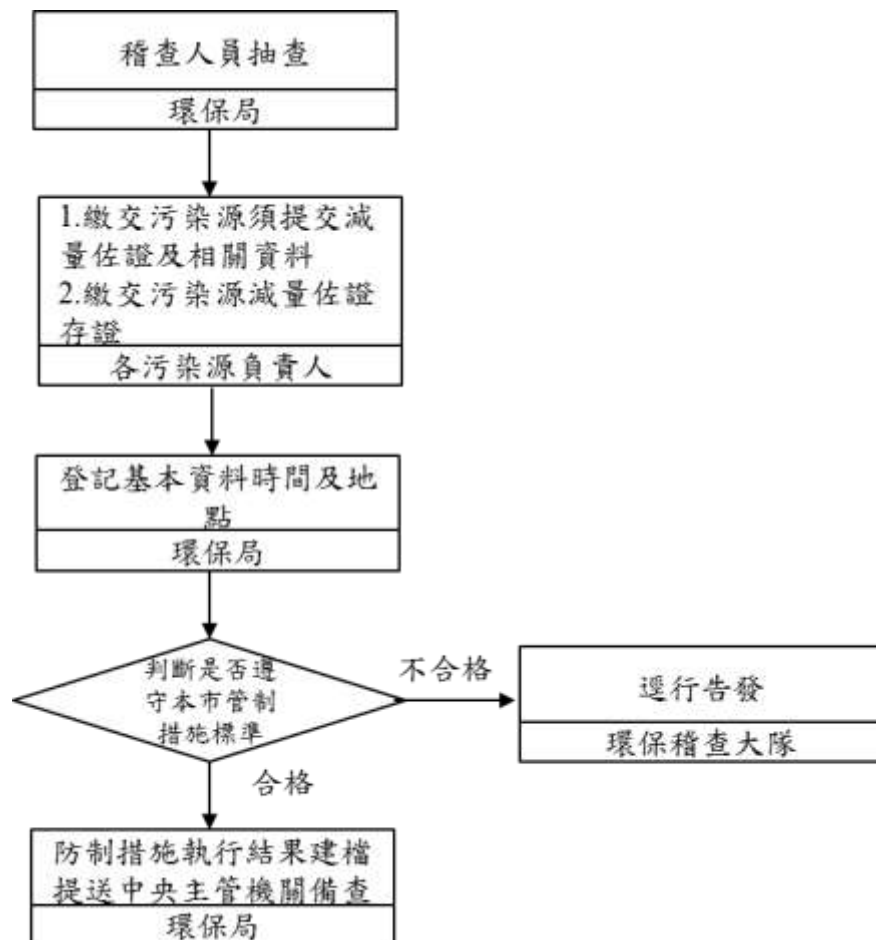 稽查人員抽查
環保局
1.繳交污染源須提交減
量佐證及相關資料
2.繳交污染源減量佐證
存證
各污染源負責人
登記基本資料時間及地
點
環保局
判斷是否遵
守本市管制
措施標準
不合格
逕行告發
環保稽查大隊
合格
防制措施執行結果建檔
提送中央主管機關備查
環保局